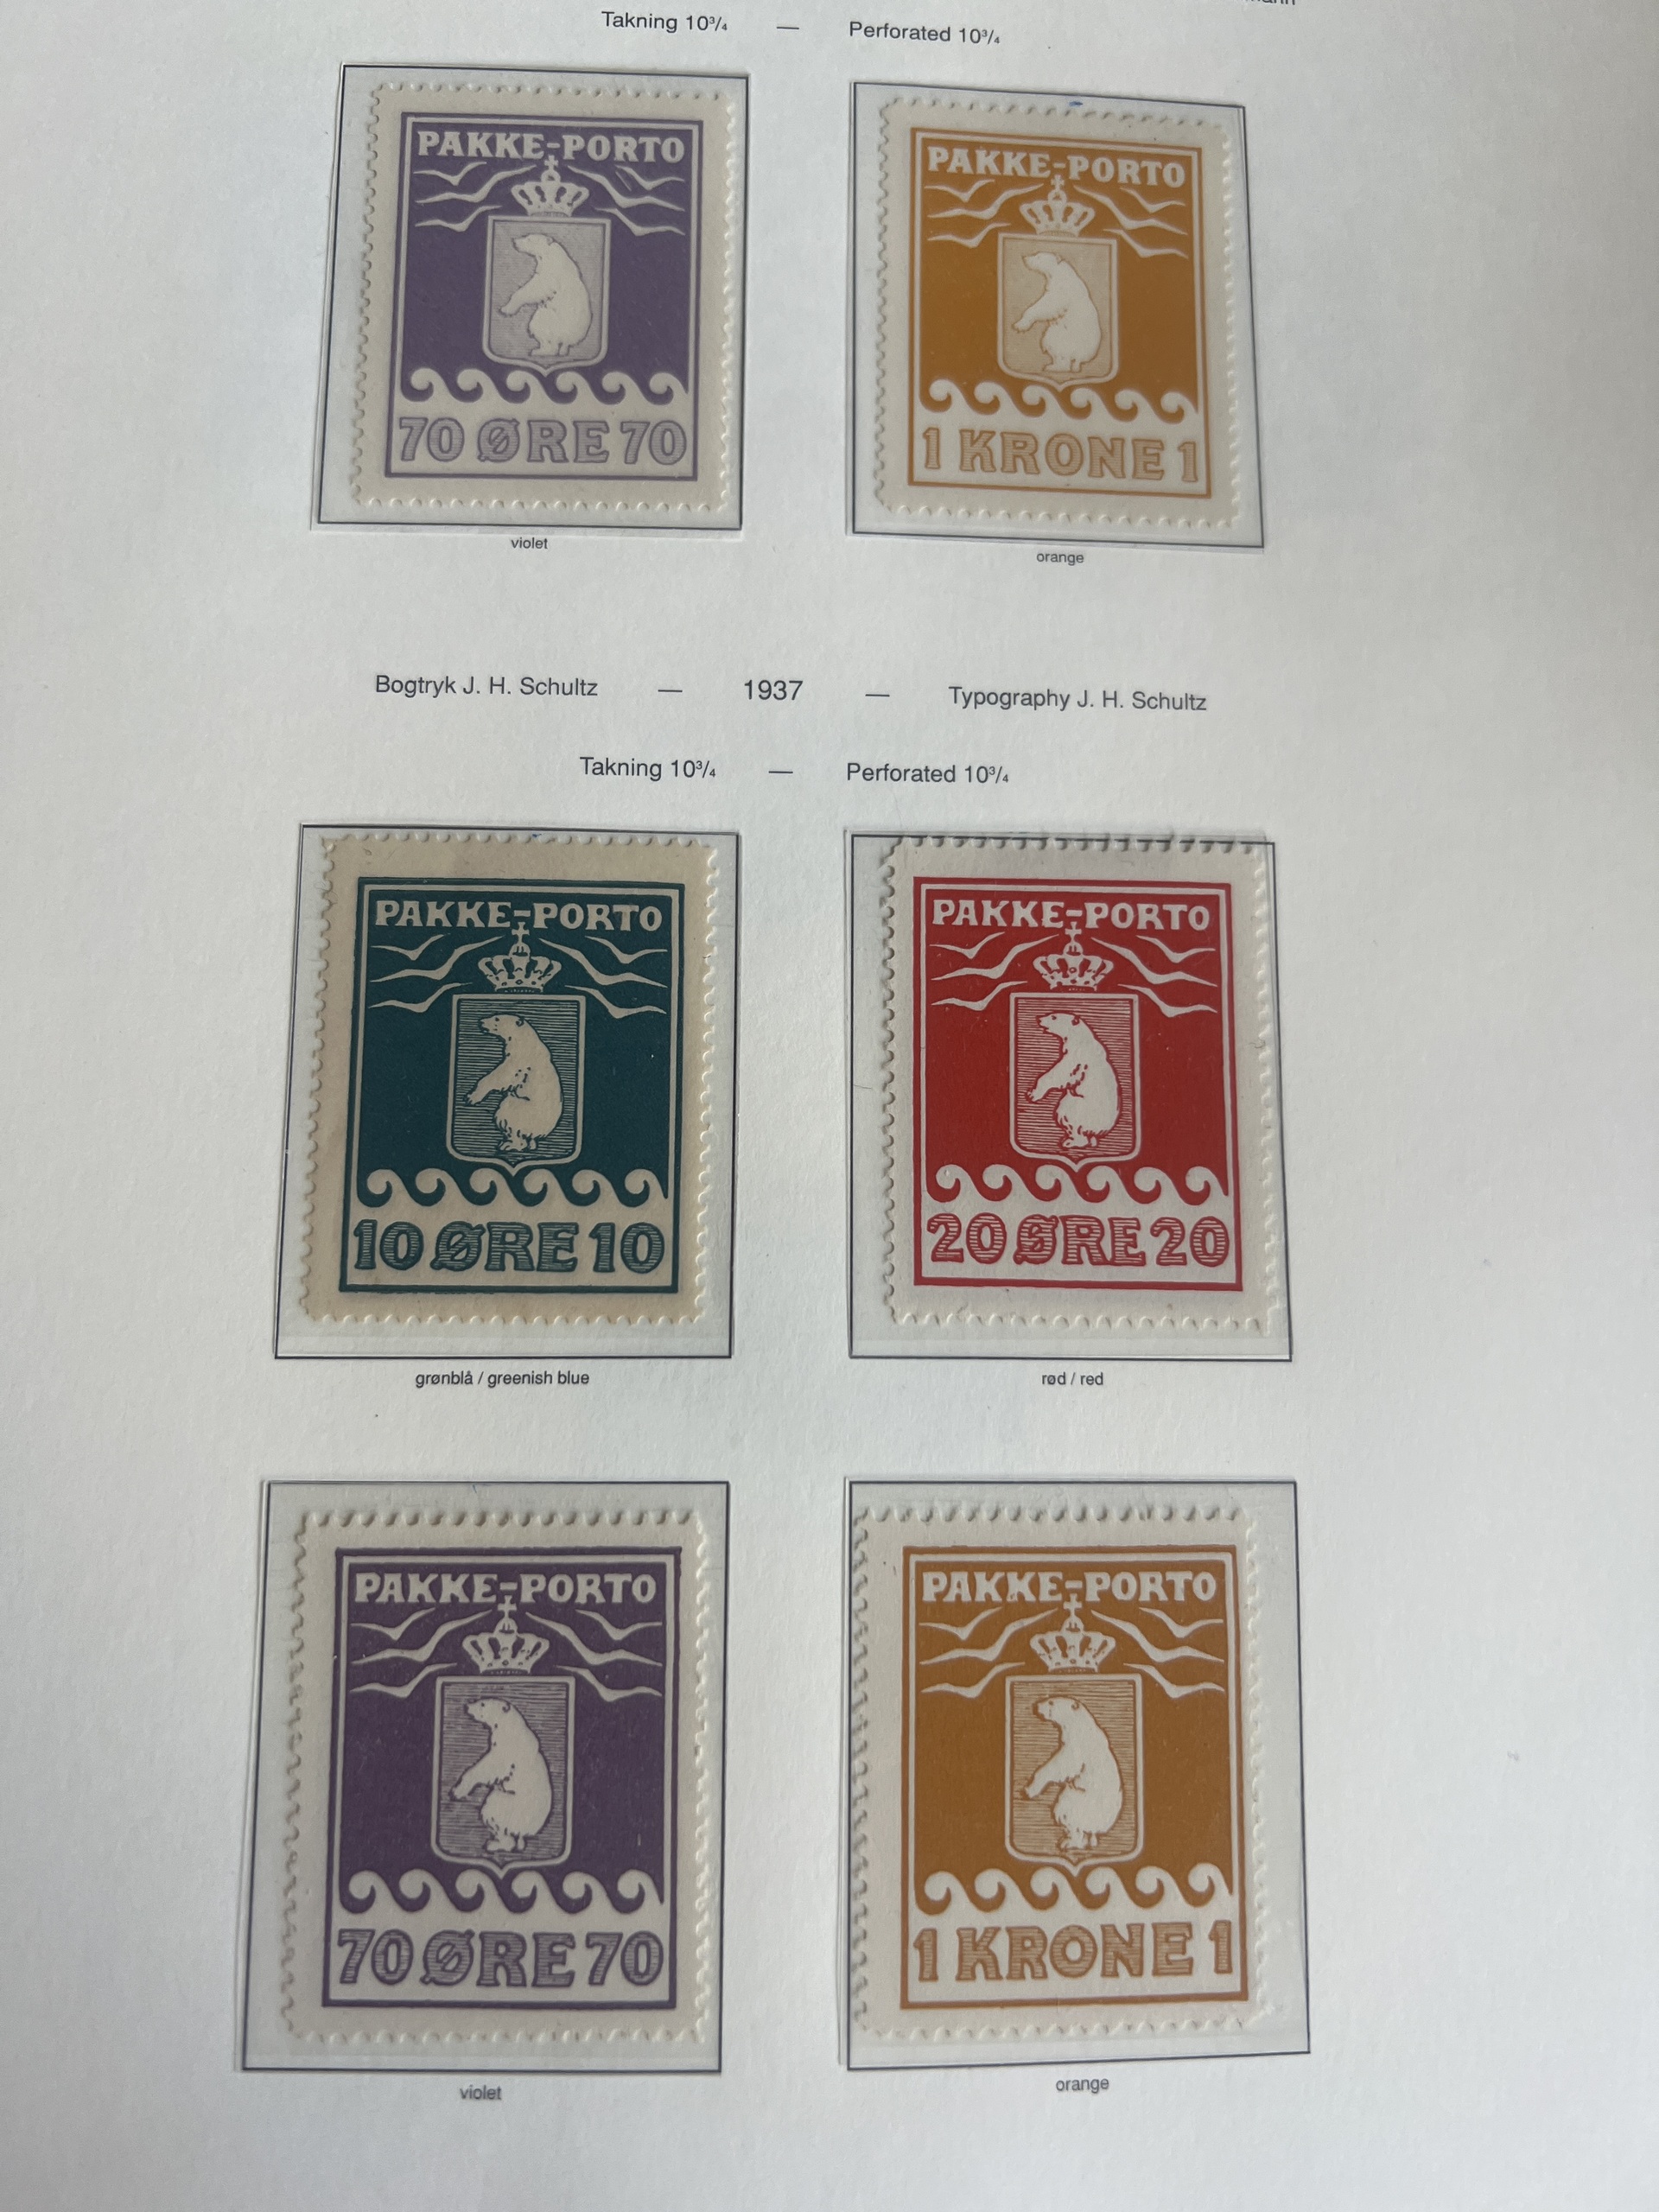 Takning 10¾ — Perforated 10¾
PAKKE-PORTO
70 ØRE 70
violet
PAKKE-PORTO
1 KRONE 1
orange
Bogtryk J. H. Schultz — 1937 — Typography J. H. Schultz
Takning 10¾ — Perforated 10¾
PAKKE-PORTO
10 ØRE 10
grønblå / greenish blue
PAKKE-PORTO
20 ØRE 20
rød / red
PAKKE-PORTO
70 ØRE 70
violet
PAKKE-PORTO
1 KRONE 1
orange